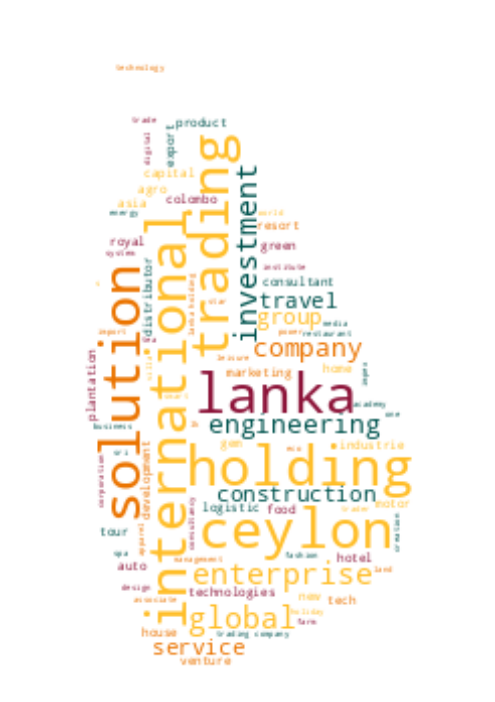 technology
trade
product
digital
export
trading
capital
investment
agro
asia
colombo
energy
world
resort
international
royal
green
system
institute
distributor
consultant
solution
lanka holding
travel
star
group
media
import
power
restaurant
company
leisure
plantation
marketing
home
impex
smart
lanka
academy
one
business
engineering
gem
industrie
development
sri
eco
holding
corporation
construction
motor
logistic
food
trader
creation
consultancy
ceylon
tour
apparel
spa
fashion
hotel
management
auto
enterprise
land
design
technologies
associate
new
tech
holiday
global
farm
house
trading company
service
venture